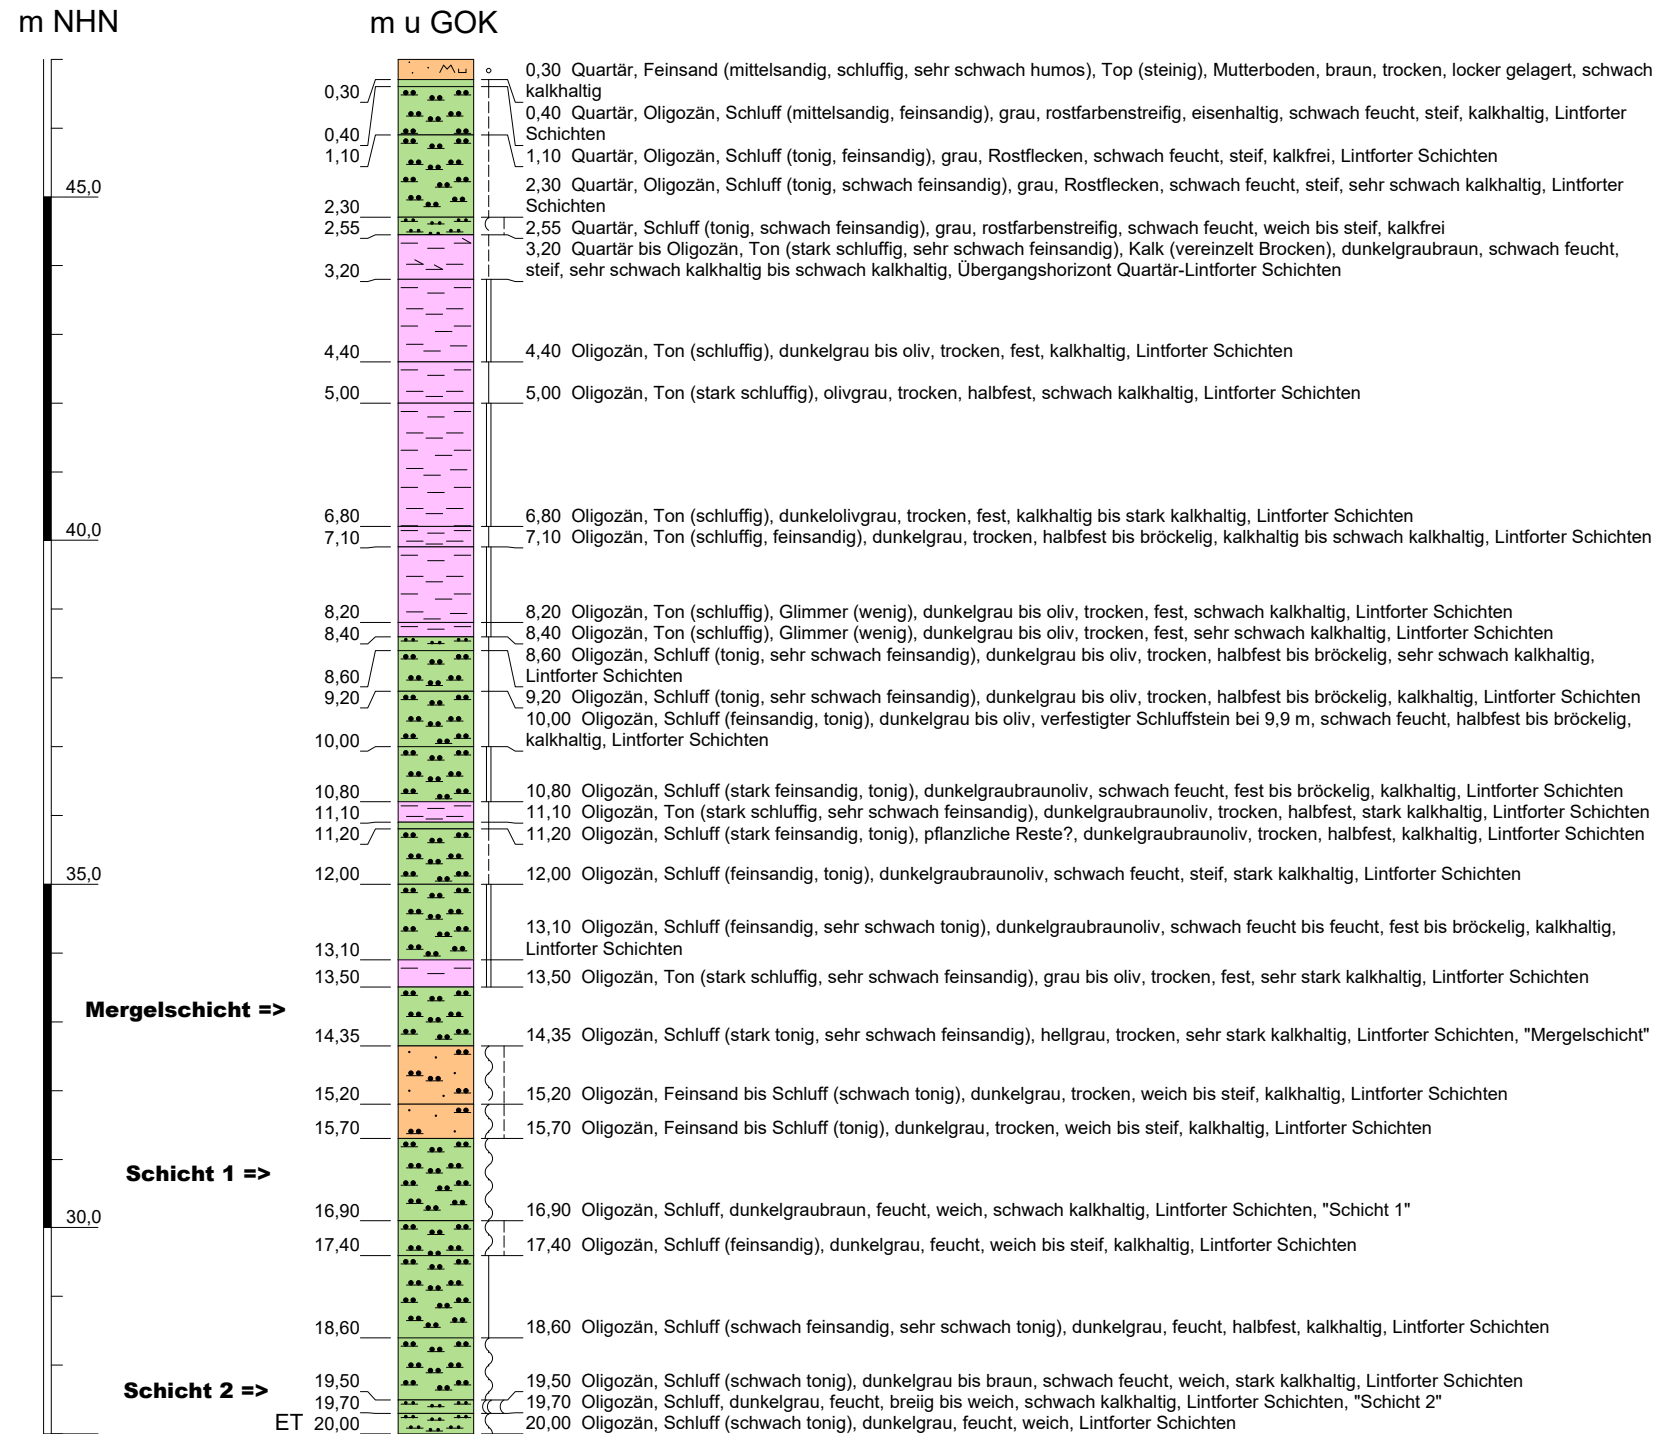 m NHN
m u GOK
0,30 Quartär, Feinsand (mittelsandig, schluffig, sehr schwach humos), Top (steinig), Mutterboden, braun, trocken, locker gelagert, schwach
0,30 kalkhaltig
0,40 Quartär, Oligozän, Schluff (mittelsandig, feinsandig), grau, rostfarbenstreifig, eisenhaltig, schwach feucht, steif, kalkhaltig, Lintforter
0,40 Schichten
1,10 1,10 Quartär, Oligozän, Schluff (tonig, feinsandig), grau, Rostflecken, schwach feucht, steif, kalkfrei, Lintforter Schichten
45,0 2,30 Quartär, Oligozän, Schluff (tonig, schwach feinsandig), grau, Rostflecken, schwach feucht, steif, sehr schwach kalkhaltig, Lintforter
2,30 Schichten
2,55 2,55 Quartär, Schluff (tonig, schwach feinsandig), grau, rostfarbenstreifig, schwach feucht, weich bis steif, kalkfrei
3,20 Quartär bis Oligozän, Ton (stark schluffig, sehr schwach feinsandig), Kalk (vereinzelt Brocken), dunkelgraubraun, schwach feucht,
3,20 steif, sehr schwach kalkhaltig bis schwach kalkhaltig, Übergangshorizont Quartär-Lintforter Schichten
4,40 4,40 Oligozän, Ton (schluffig), dunkelgrau bis oliv, trocken, fest, kalkhaltig, Lintforter Schichten
5,00 5,00 Oligozän, Ton (stark schluffig), olivgrau, trocken, halbfest, schwach kalkhaltig, Lintforter Schichten
6,80 6,80 Oligozän, Ton (schluffig), dunkelolivgrau, trocken, fest, kalkhaltig bis stark kalkhaltig, Lintforter Schichten
40,0 7,10 7,10 Oligozän, Ton (schluffig, feinsandig), dunkelgrau, trocken, halbfest bis bröckelig, kalkhaltig bis schwach kalkhaltig, Lintforter Schichten
8,20 8,20 Oligozän, Ton (schluffig), Glimmer (wenig), dunkelgrau bis oliv, trocken, fest, schwach kalkhaltig, Lintforter Schichten
8,40 8,40 Oligozän, Ton (schluffig), Glimmer (wenig), dunkelgrau bis oliv, trocken, fest, sehr schwach kalkhaltig, Lintforter Schichten
8,60 Oligozän, Schluff (tonig, sehr schwach feinsandig), dunkelgrau bis oliv, trocken, halbfest bis bröckelig, sehr schwach kalkhaltig,
8,60 Lintforter Schichten
9,20 9,20 Oligozän, Schluff (tonig, sehr schwach feinsandig), dunkelgrau bis oliv, trocken, halbfest bis bröckelig, kalkhaltig, Lintforter Schichten
10,00 Oligozän, Schluff (feinsandig, tonig), dunkelgrau bis oliv, verfestigter Schluffstein bei 9,9 m, schwach feucht, halbfest bis bröckelig,
10,00 kalkhaltig, Lintforter Schichten
10,80 10,80 Oligozän, Schluff (stark feinsandig, tonig), dunkelgraubraunoliv, schwach feucht, fest bis bröckelig, kalkhaltig, Lintforter Schichten
11,10 11,10 Oligozän, Ton (stark schluffig, sehr schwach feinsandig), dunkelgraubraunoliv, trocken, halbfest, stark kalkhaltig, Lintforter Schichten
11,20 11,20 Oligozän, Schluff (stark feinsandig, tonig), pflanzliche Reste?, dunkelgraubraunoliv, trocken, halbfest, kalkhaltig, Lintforter Schichten
35,0 12,00 12,00 Oligozän, Schluff (feinsandig, tonig), dunkelgraubraunoliv, schwach feucht, steif, stark kalkhaltig, Lintforter Schichten
13,10 Oligozän, Schluff (feinsandig, sehr schwach tonig), dunkelgraubraunoliv, schwach feucht bis feucht, fest bis bröckelig, kalkhaltig,
13,10 Lintforter Schichten
13,50 13,50 Oligozän, Ton (stark schluffig, sehr schwach feinsandig), grau bis oliv, trocken, fest, sehr stark kalkhaltig, Lintforter Schichten
Mergelschicht =>
14,35 14,35 Oligozän, Schluff (stark tonig, sehr schwach feinsandig), hellgrau, trocken, sehr stark kalkhaltig, Lintforter Schichten, "Mergelschicht"
15,20 15,20 Oligozän, Feinsand bis Schluff (schwach tonig), dunkelgrau, trocken, weich bis steif, kalkhaltig, Lintforter Schichten
15,70 15,70 Oligozän, Feinsand bis Schluff (tonig), dunkelgrau, trocken, weich bis steif, kalkhaltig, Lintforter Schichten
Schicht 1 =>
30,0 16,90 16,90 Oligozän, Schluff, dunkelgraubraun, feucht, weich, schwach kalkhaltig, Lintforter Schichten, "Schicht 1"
17,40 17,40 Oligozän, Schluff (feinsandig), dunkelgrau, feucht, weich bis steif, kalkhaltig, Lintforter Schichten
18,60 18,60 Oligozän, Schluff (schwach feinsandig, sehr schwach tonig), dunkelgrau, feucht, halbfest, kalkhaltig, Lintforter Schichten
Schicht 2 => 19,50 19,50 Oligozän, Schluff (schwach tonig), dunkelgrau bis braun, schwach feucht, weich, stark kalkhaltig, Lintforter Schichten
19,70 19,70 Oligozän, Schluff, dunkelgrau, feucht, breiig bis weich, schwach kalkhaltig, Lintforter Schichten, "Schicht 2"
ET 20,00 20,00 Oligozän, Schluff (schwach tonig), dunkelgrau, feucht, weich, Lintforter Schichten